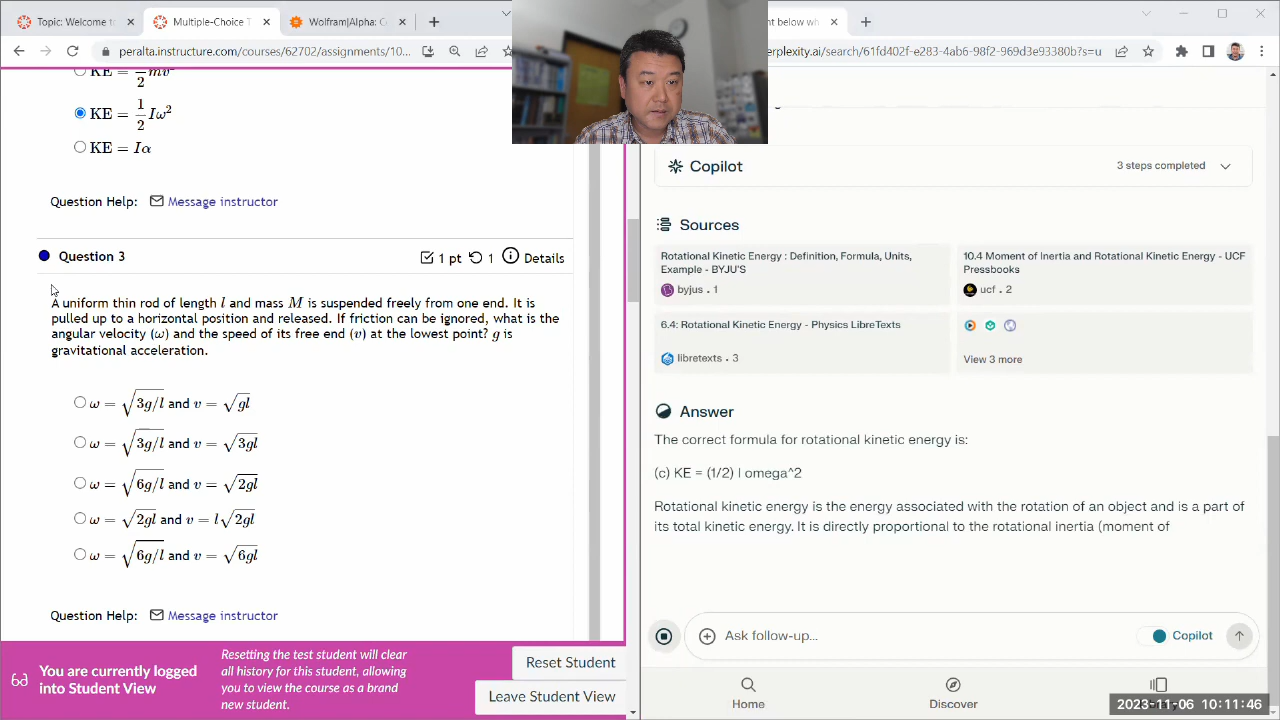 Topic: Welcome to
Multiple-Choice T
Wolfram|Alpha: C
nt below wh
peralta.instructure.com/courses/62702/assignments/10...
erplexity.ai/search/61fd402f-e283-4ab6-98f2-969d3e93380b?s=u
KE = 1/2 mv²
KE = 1/2 Iω²
KE = Iα
Question Help: Message instructor
Question 3
1 pt 1 Details
A uniform thin rod of length l and mass M is suspended freely from one end. It is
pulled up to a horizontal position and released. If friction can be ignored, what is the
angular velocity (ω) and the speed of its free end (v) at the lowest point? g is
gravitational acceleration.
ω = √3g/l and v = √gl
ω = √3g/l and v = √3gl
ω = √6g/l and v = √2gl
ω = √2gl and v = l√2gl
ω = √6g/l and v = √6gl
Question Help: Message instructor
You are currently logged
into Student View
Resetting the test student will clear
all history for this student, allowing
you to view the course as a brand
new student.
Reset Student
Leave Student View
Copilot
3 steps completed
Sources
Rotational Kinetic Energy : Definition, Formula, Units,
Example - BYJU'S
byjus . 1
10.4 Moment of Inertia and Rotational Kinetic Energy - UCF
Pressbooks
ucf . 2
6.4: Rotational Kinetic Energy - Physics LibreTexts
libretexts . 3
View 3 more
Answer
The correct formula for rotational kinetic energy is:
(c) KE = (1/2) I omega^2
Rotational kinetic energy is the energy associated with the rotation of an object and is a part of
its total kinetic energy. It is directly proportional to the rotational inertia (moment of
Ask follow-up...
Copilot
Home
Discover
2023-11-06 10:11:46